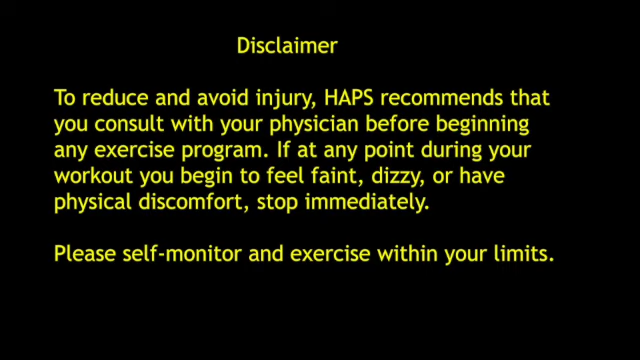 Disclaimer
To reduce and avoid injury, HAPS recommends that
you consult with your physician before beginning
any exercise program. If at any point during your
workout you begin to feel faint, dizzy, or have
physical discomfort, stop immediately.
Please self-monitor and exercise within your limits.